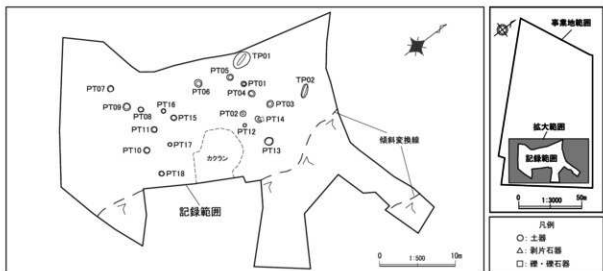 TP01
PT05
PT07
PT06
PT01
PT04
TP02
PT09
PT16
PT03
PT08
PT15
PT02
PT14
PT11
PT12
PT10
PT17
PT13
カクラン
PT18
傾斜変換線
記録範囲
0
1:500
10m
事業地範囲
拡大範囲
記録範囲
0
1:3000
50m
凡例
○:土器
△:剥片石器
□:礫・礫石器